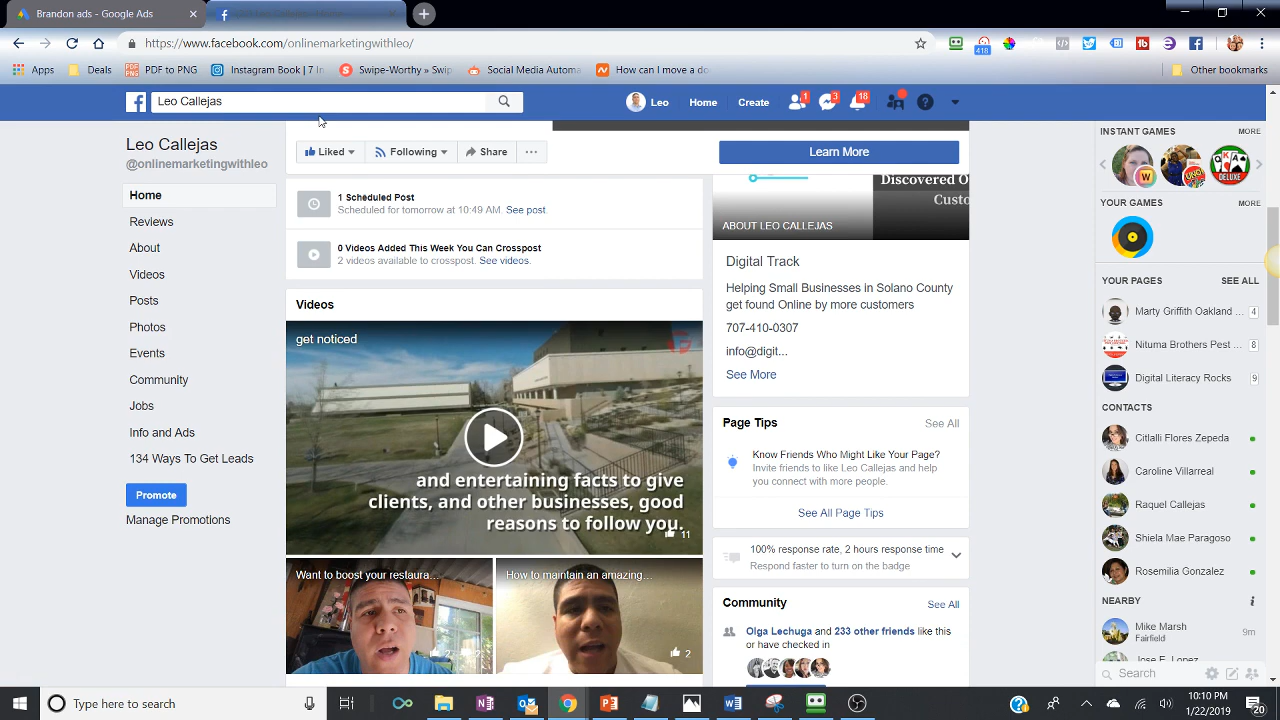 Brandon ads - Google Ads
https://www.facebook.com/onlinemarketingwithleo/
418
Apps
Deals
PDF to PNG
Instagram Book | 7 In
Swipe-Worthy » Swip
Social Media Automa
How can I move a do
Other bookmarks
Leo Callejas
Leo
Home
Create
1
3
18
Leo Callejas
@onlinemarketingwithleo
Home
Reviews
About
Videos
Posts
Photos
Events
Community
Jobs
Info and Ads
134 Ways To Get Leads
Promote
Manage Promotions
Liked
Following
Share
Learn More
1 Scheduled Post
Scheduled for tomorrow at 10:49 AM. See post.
0 Videos Added This Week You Can Crosspost
2 videos available to crosspost. See videos.
Videos
get noticed
and entertaining facts to give
clients, and other businesses, good
reasons to follow you.
11
Want to boost your restaura...
How to maintain an amazing...
2
Discovered O
Custo
ABOUT LEO CALLEJAS
Digital Track
Helping Small Businesses in Solano County
get found Online by more customers
707-410-0307
info@digit...
See More
Page Tips
See All
Know Friends Who Might Like Your Page?
Invite friends to like Leo Callejas and help
you connect with more people.
See All Page Tips
100% response rate, 2 hours response time
Respond faster to turn on the badge
Community
See All
Olga Lechuga and 233 other friends like this
or have checked in
INSTANT GAMES
MORE
DELUXE
YOUR GAMES
MORE
YOUR PAGES
SEE ALL
Marty Griffith Oakland ...
4
Nituma Brothers Pest ...
8
Digital Literacy Rocks
9
CONTACTS
Citlalli Flores Zepeda
Caroline Villarreal
Raquel Callejas
Shiela Mae Paragoso
Rosemilia Gonzalez
NEARBY
Mike Marsh
Fairfield
9m
Search
Type here to search
10:10 PM
1/22/2019
20